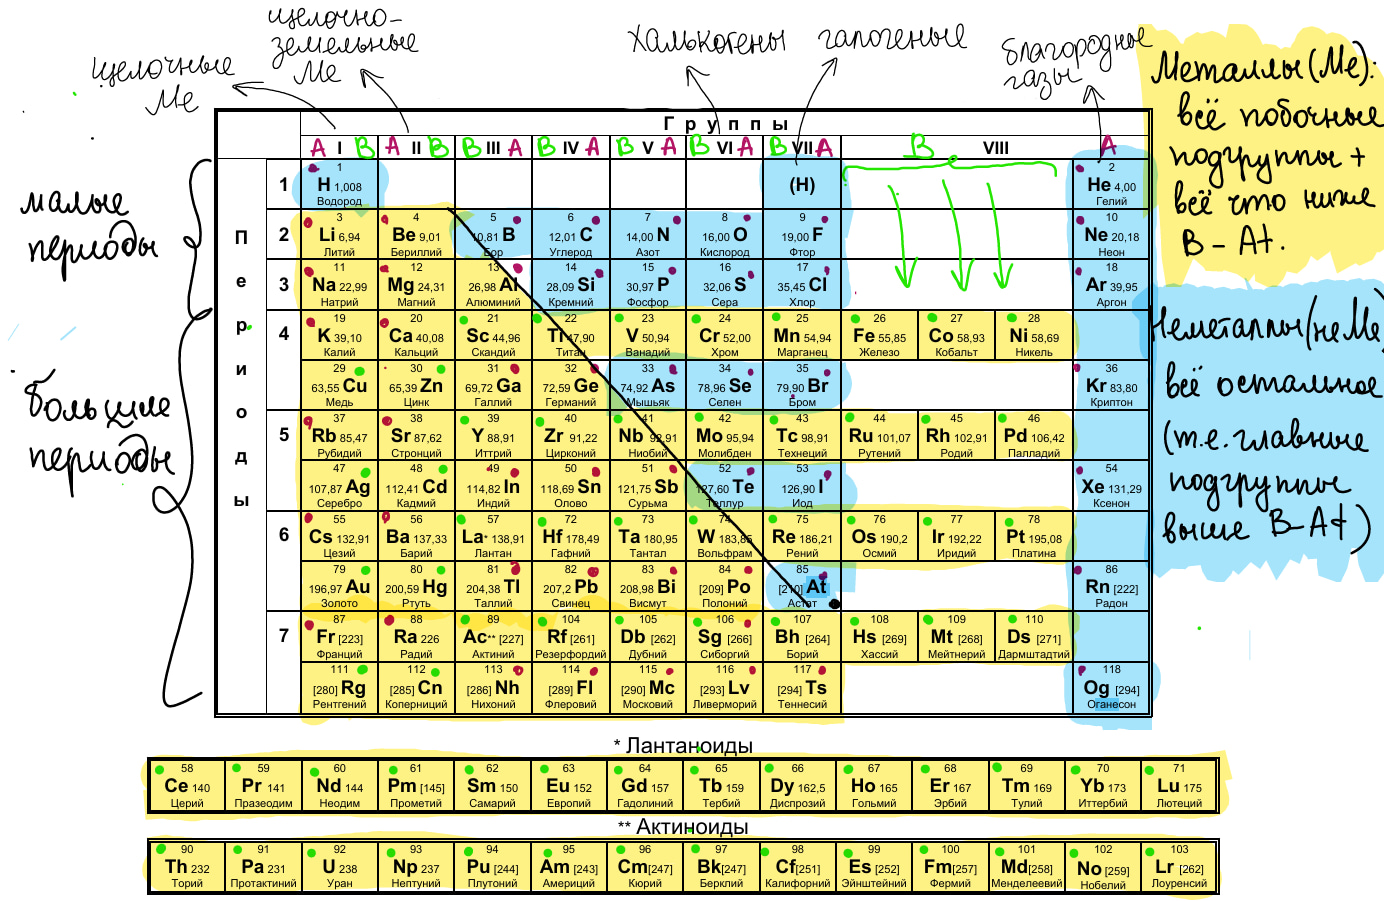 щелочно-
земельные
Ме
щелочные
Ме
халькогены
галогеные
благородные
газы
Металлы (Ме):
всё побочные
подгруппы +
всё что ниже
B – At.
Неметаллы (неМе)
всё остальное
(т.е. главные
подгруппы
выше B–At)
малые
периоды
большие
периоды
Группы
A I B A II B B III A B IV A B V A B VI A B VII A B VIII A
Периоды
1
1 2
H 1,008 (H) He 4,00
Водород Гелий
2
3 4 5 6 7 8 9 10
Li 6,94 Be 9,01 10,81 B 12,01 C 14,00 N 16,00 O 19,00 F Ne 20,18
Литий Бериллий Бор Углерод Азот Кислород Фтор Неон
3
11 12 13 14 15 16 17 18
Na 22,99 Mg 24,31 26,98 Al 28,09 Si 30,97 P 32,06 S 35,45 Cl Ar 39,95
Натрий Магний Алюминий Кремний Фосфор Сера Хлор Аргон
4
19 20 21 22 23 24 25 26 27 28
K 39,10 Ca 40,08 Sc 44,96 Ti 47,90 V 50,94 Cr 52,00 Mn 54,94 Fe 55,85 Co 58,93 Ni 58,69
Калий Кальций Скандий Титан Ванадий Хром Марганец Железо Кобальт Никель
29 30 31 32 33 34 35 36
63,55 Cu 65,39 Zn 69,72 Ga 72,59 Ge 74,92 As 78,96 Se 79,90 Br Kr 83,80
Медь Цинк Галлий Германий Мышьяк Селен Бром Криптон
5
37 38 39 40 41 42 43 44 45 46
Rb 85,47 Sr 87,62 Y 88,91 Zr 91,22 Nb 92,91 Mo 95,94 Tc 98,91 Ru 101,07 Rh 102,91 Pd 106,42
Рубидий Стронций Иттрий Цирконий Ниобий Молибден Технеций Рутений Родий Палладий
47 48 49 50 51 52 53 54
107,87 Ag 112,41 Cd 114,82 In 118,69 Sn 121,75 Sb 127,60 Te 126,90 I Xe 131,29
Серебро Кадмий Индий Олово Сурьма Теллур Иод Ксенон
6
55 56 57 72 73 74 75 76 77 78
Cs 132,91 Ba 137,33 La* 138,91 Hf 178,49 Ta 180,95 W 183,85 Re 186,21 Os 190,2 Ir 192,22 Pt 195,08
Цезий Барий Лантан Гафний Тантал Вольфрам Рений Осмий Иридий Платина
79 80 81 82 83 84 85 86
196,97 Au 200,59 Hg 204,38 Tl 207,2 Pb 208,98 Bi [209] Po [210] At Rn [222]
Золото Ртуть Таллий Свинец Висмут Полоний Астат Радон
7
87 88 89 104 105 106 107 108 109 110
Fr [223] Ra 226 Ac** [227] Rf [261] Db [262] Sg [266] Bh [264] Hs [269] Mt [268] Ds [271]
Франций Радий Актиний Резерфордий Дубний Сиборгий Борий Хассий Мейтнерий Дармштадтий
111 112 113 114 115 116 117 118
[280] Rg [285] Cn [286] Nh [289] Fl [290] Mc [293] Lv [294] Ts Og [294]
Рентгений Коперниций Нихоний Флеровий Московий Ливерморий Теннесий Оганесон
* Лантаноиды
58 59 60 61 62 63 64 65 66 67 68 69 70 71
Ce 140 Pr 141 Nd 144 Pm [145] Sm 150 Eu 152 Gd 157 Tb 159 Dy 162,5 Ho 165 Er 167 Tm 169 Yb 173 Lu 175
Церий Празеодим Неодим Прометий Самарий Европий Гадолиний Тербий Диспрозий Гольмий Эрбий Тулий Иттербий Лютеций
** Актиноиды
90 91 92 93 94 95 96 97 98 99 100 101 102 103
Th 232 Pa 231 U 238 Np 237 Pu [244] Am [243] Cm[247] Bk[247] Cf[251] Es [252] Fm[257] Md[258] No [259] Lr [262]
Торий Протактиний Уран Нептуний Плутоний Америций Кюрий Берклий Калифорний Эйнштейний Фермий Менделеевий Нобелий Лоуренсий